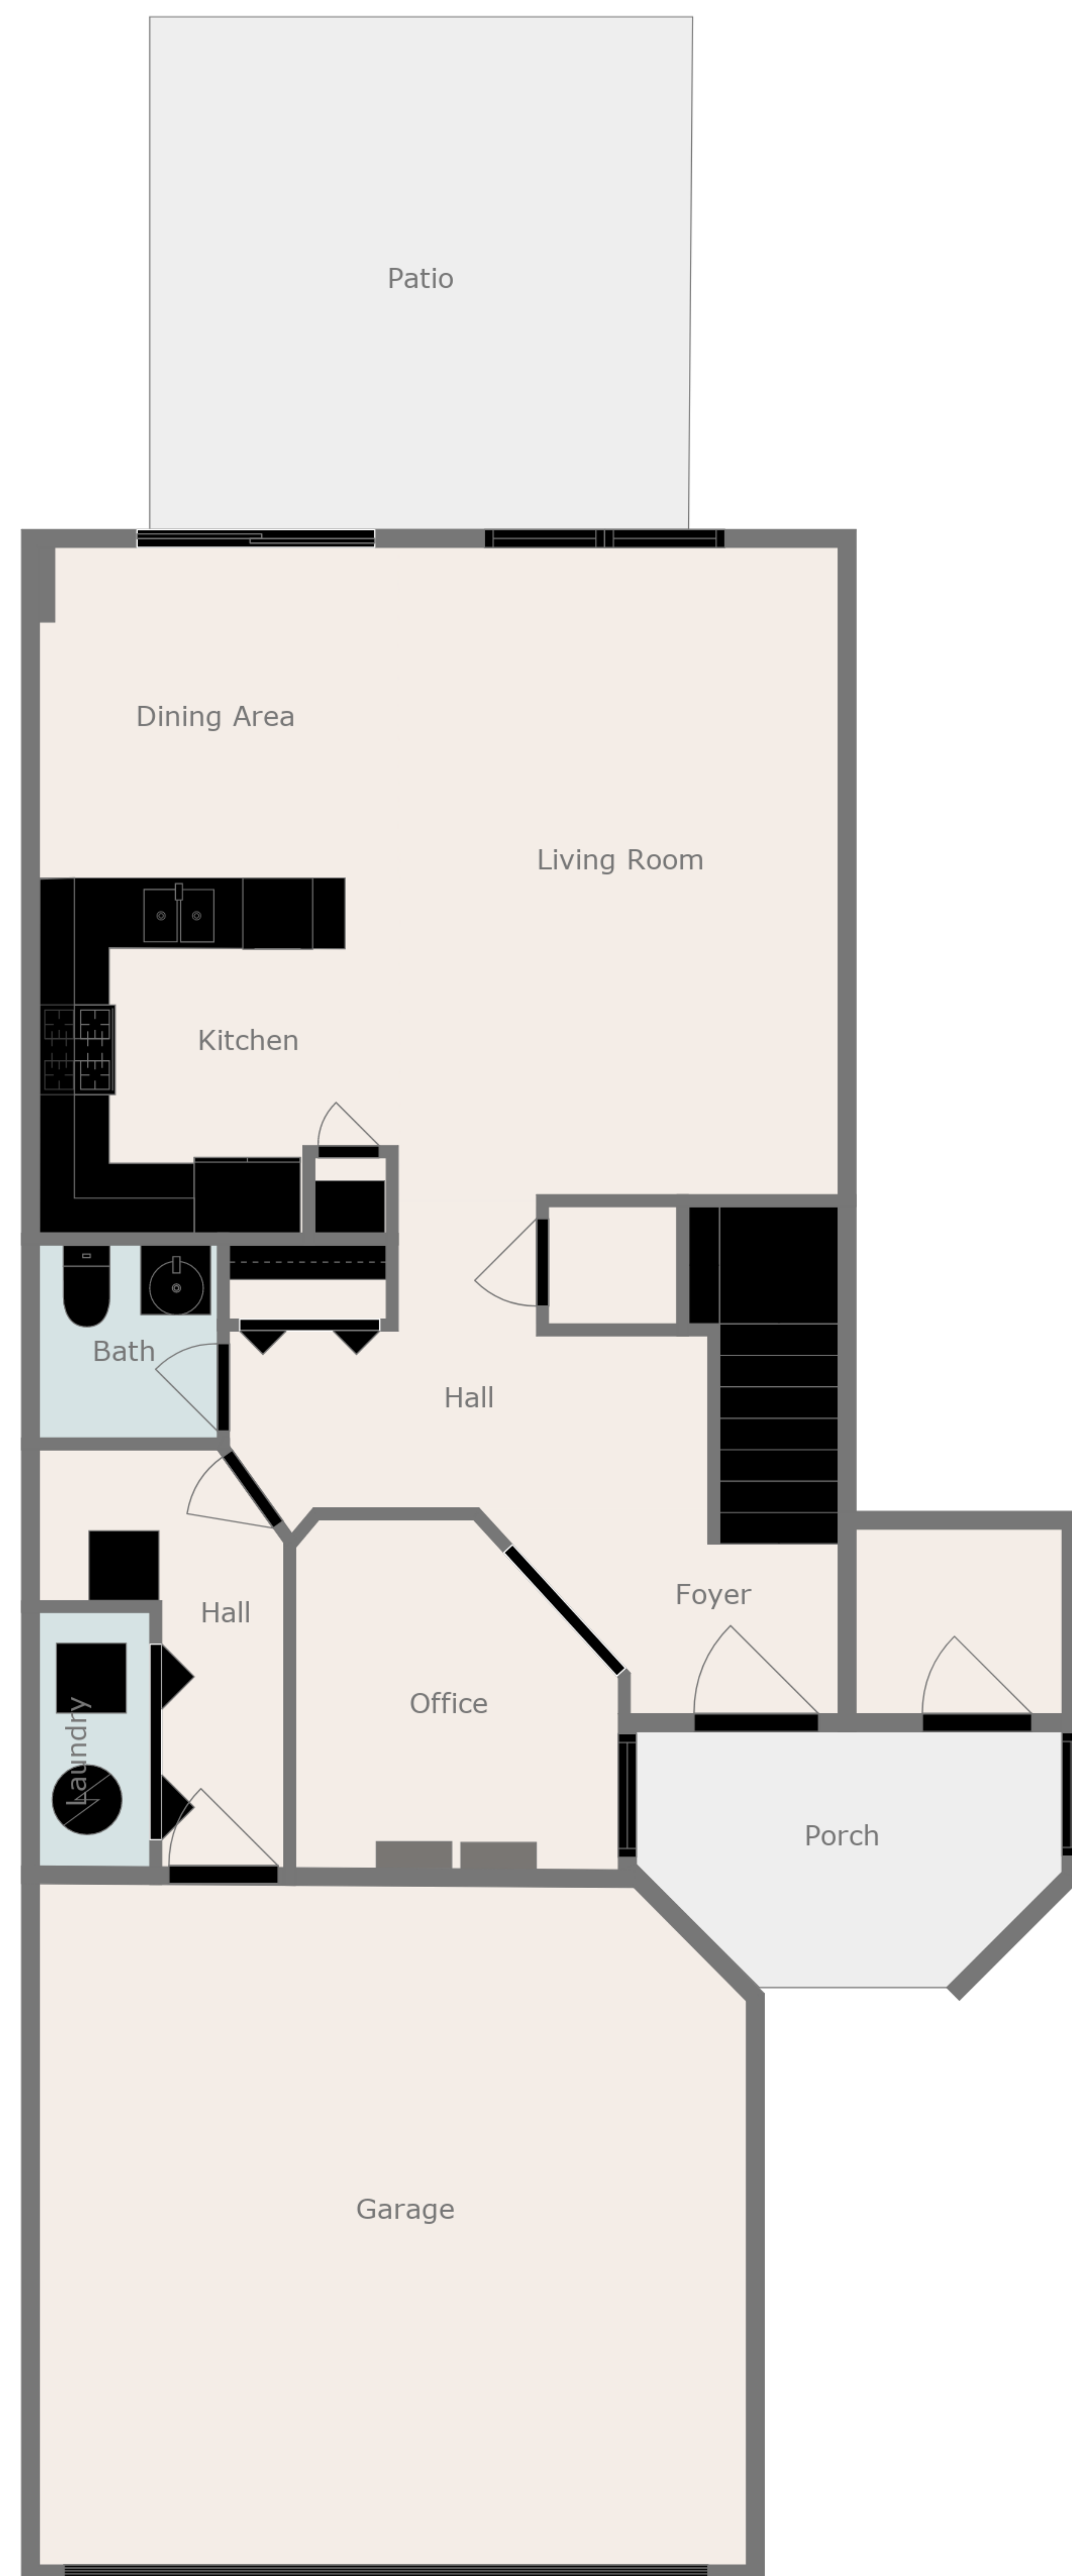 Patio
Dining Area
Living Room
Kitchen
Bath
Hall
Foyer
Hall
Office
Laundry
Porch
Garage